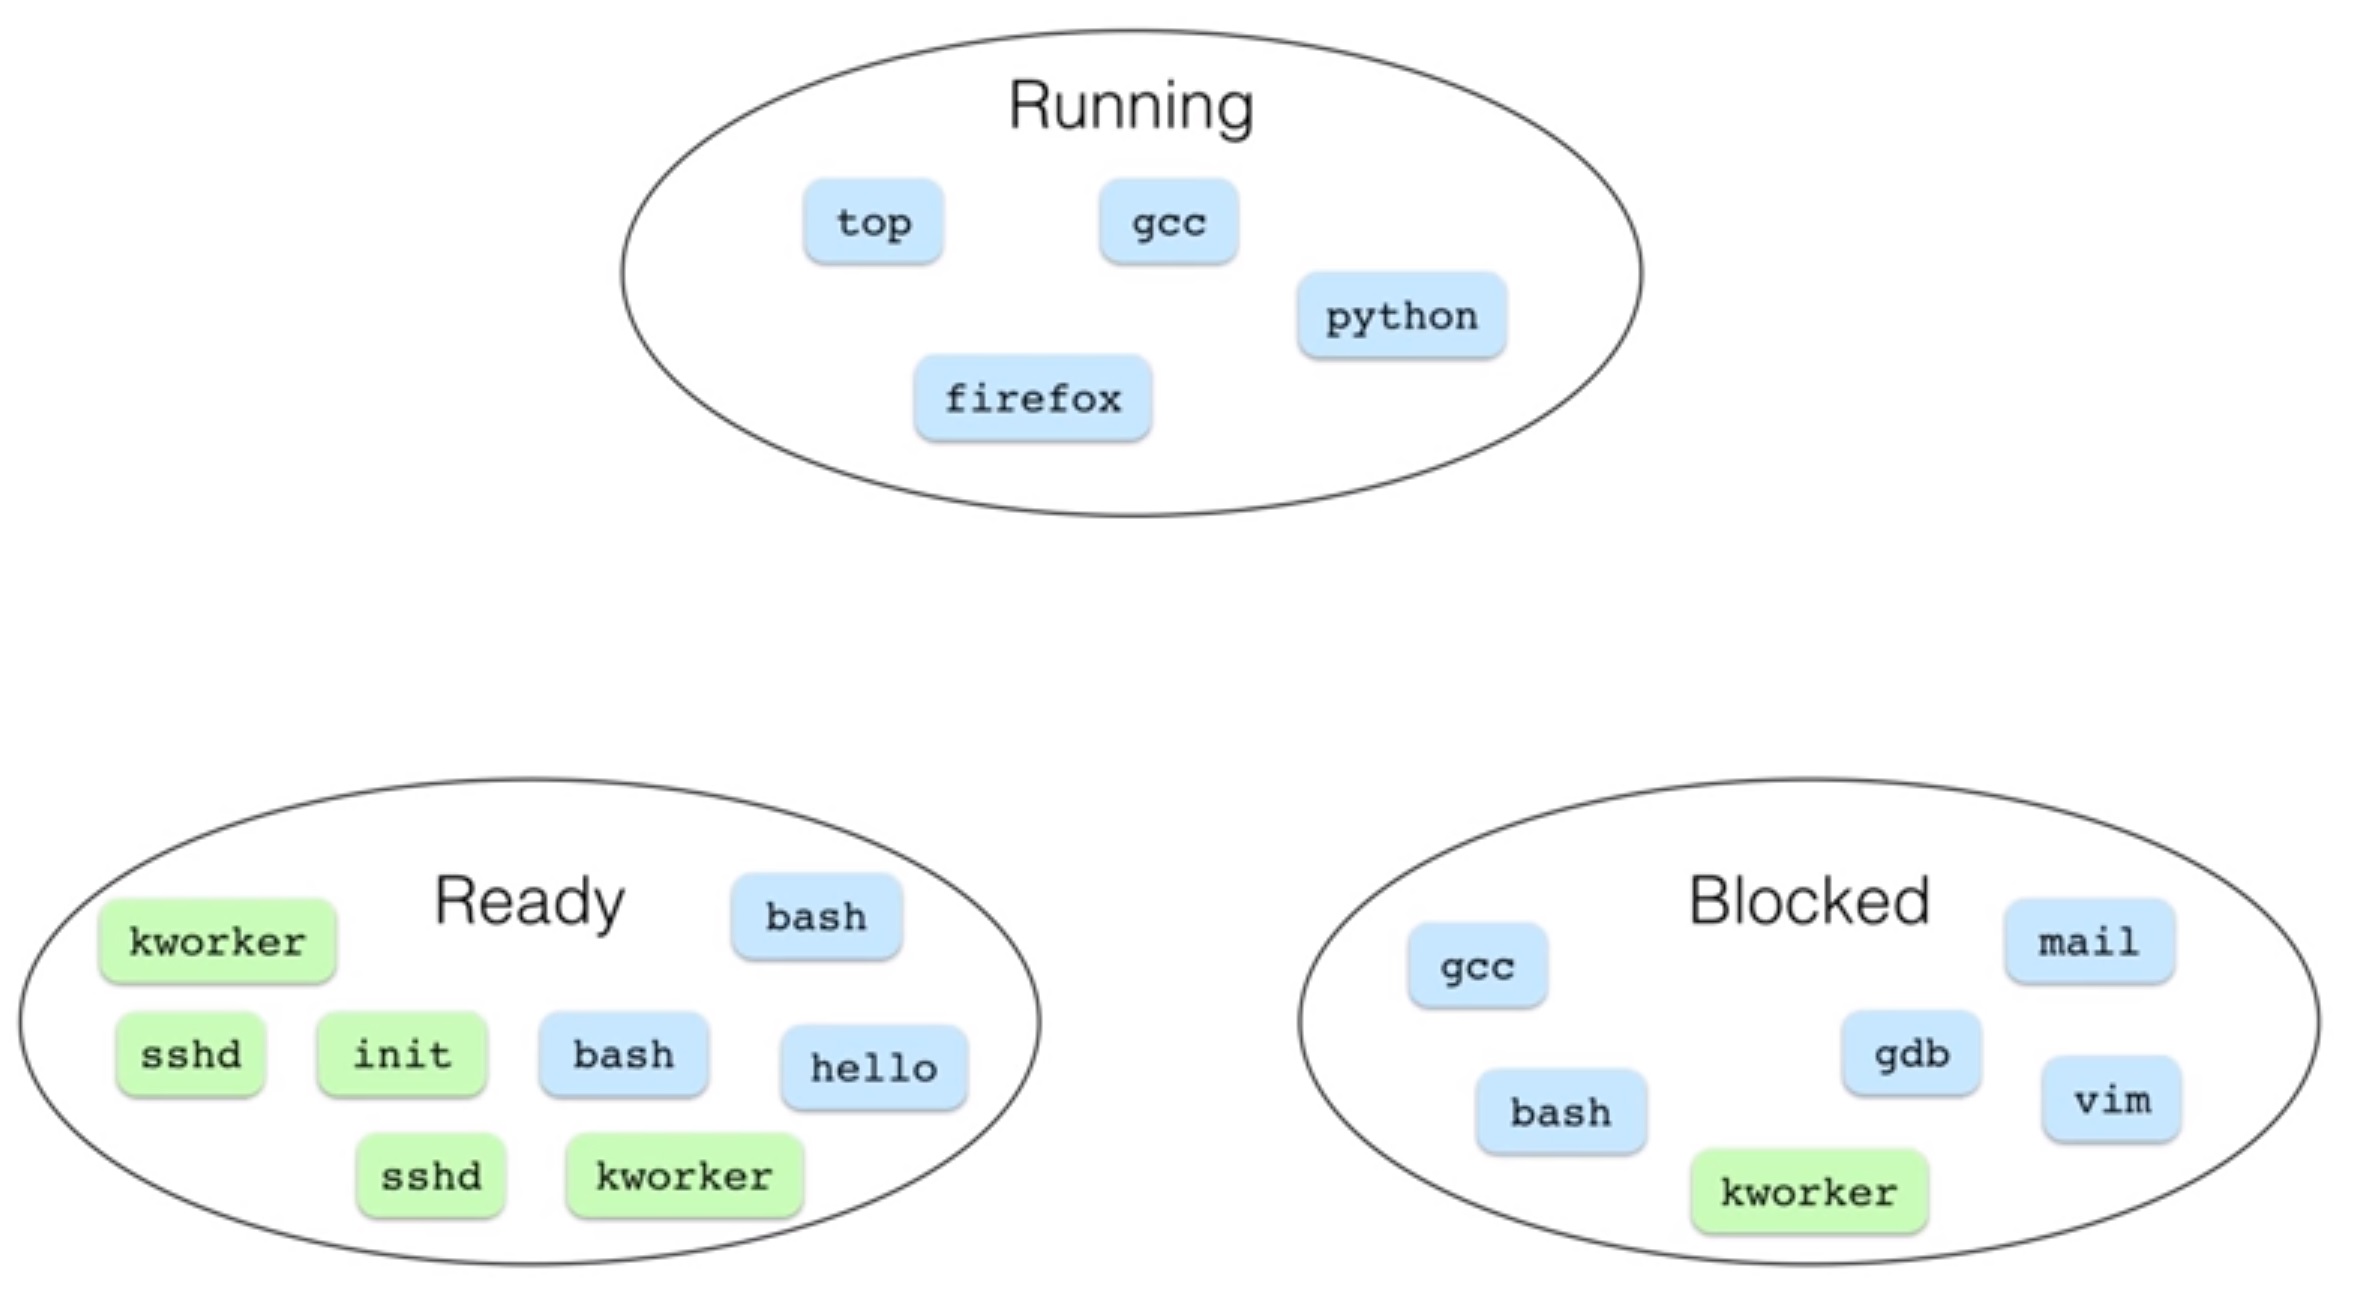 Running
top
gcc
python
firefox
Ready
bash
kworker
sshd
init
bash
hello
sshd
kworker
Blocked
mail
gcc
gdb
vim
bash
kworker